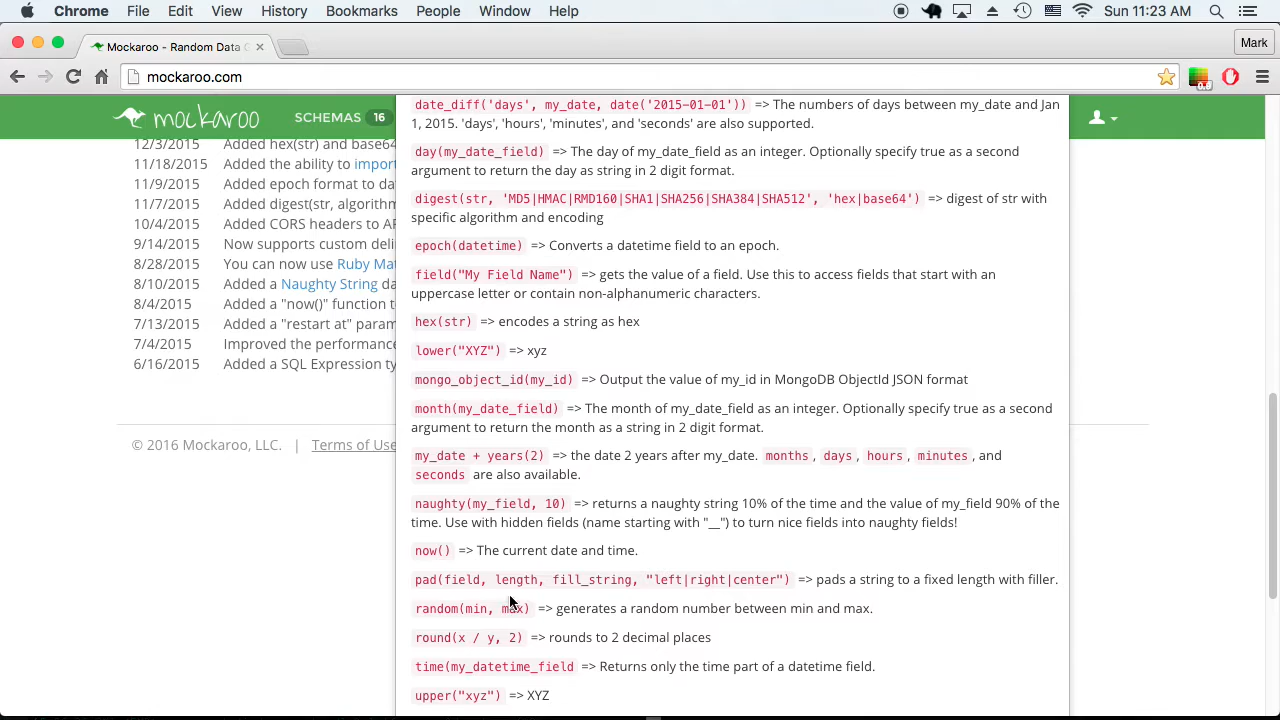 Chrome File Edit View History Bookmarks People Window Help Sun 11:23 AM
Mockaroo - Random Data Mark
mockaroo.com 0.0
mockaroo SCHEMAS 16
12/3/2015 Added hex(str) and base64
11/18/2015 Added the ability to import
11/9/2015 Added epoch format to da
11/7/2015 Added digest(str, algorithm
10/4/2015 Added CORS headers to AP
9/14/2015 Now supports custom deli
8/28/2015 You can now use Ruby Mat
8/10/2015 Added a Naughty String da
8/4/2015 Added a "now()" function t
7/13/2015 Added a "restart at" param
7/4/2015 Improved the performance
6/16/2015 Added a SQL Expression ty
© 2016 Mockaroo, LLC. | Terms of Use
date_diff('days', my_date, date('2015-01-01')) => The numbers of days between my_date and Jan
1, 2015. 'days', 'hours', 'minutes', and 'seconds' are also supported.
day(my_date_field) => The day of my_date_field as an integer. Optionally specify true as a second
argument to return the day as string in 2 digit format.
digest(str, 'MD5|HMAC|RMD160|SHA1|SHA256|SHA384|SHA512', 'hex|base64') => digest of str with
specific algorithm and encoding
epoch(datetime) => Converts a datetime field to an epoch.
field("My Field Name") => gets the value of a field. Use this to access fields that start with an
uppercase letter or contain non-alphanumeric characters.
hex(str) => encodes a string as hex
lower("XYZ") => xyz
mongo_object_id(my_id) => Output the value of my_id in MongoDB ObjectId JSON format
month(my_date_field) => The month of my_date_field as an integer. Optionally specify true as a second
argument to return the month as a string in 2 digit format.
my_date + years(2) => the date 2 years after my_date. months, days, hours, minutes, and
seconds are also available.
naughty(my_field, 10) => returns a naughty string 10% of the time and the value of my_field 90% of the
time. Use with hidden fields (name starting with "__") to turn nice fields into naughty fields!
now() => The current date and time.
pad(field, length, fill_string, "left|right|center") => pads a string to a fixed length with filler.
random(min, max) => generates a random number between min and max.
round(x / y, 2) => rounds to 2 decimal places
time(my_datetime_field => Returns only the time part of a datetime field.
upper("xyz") => XYZ